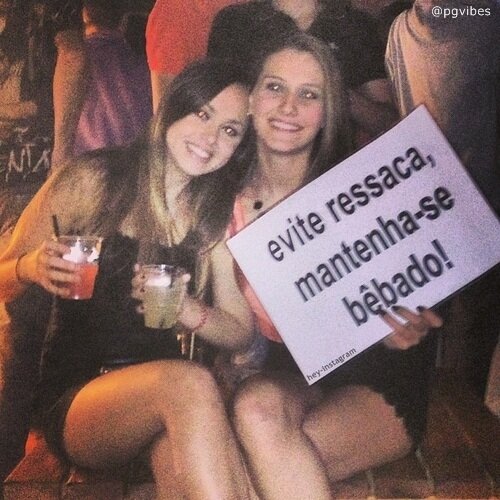 @pgvibes
evite ressaca,
mantenha-se
bêbado!
hey-instagram